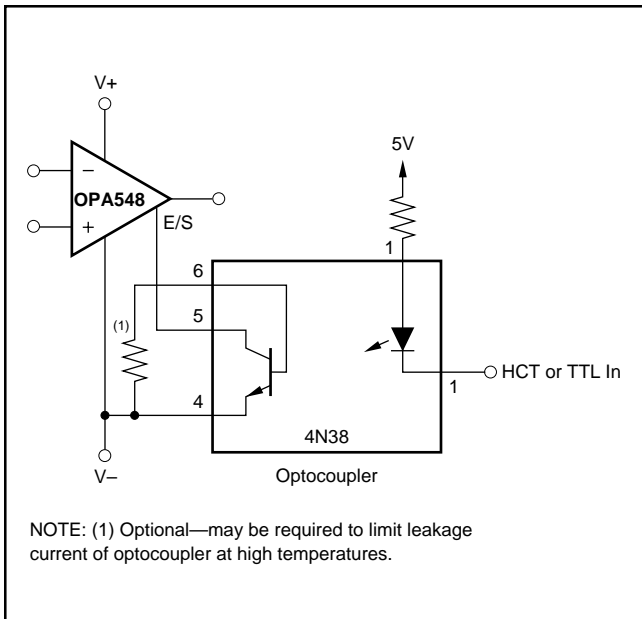 V+
5V
−
OPA548
+
E/S
1
6
(1)
5
1
HCT or TTL In
4
4N38
V–
Optocoupler
NOTE: (1) Optional—may be required to limit leakage
current of optocoupler at high temperatures.